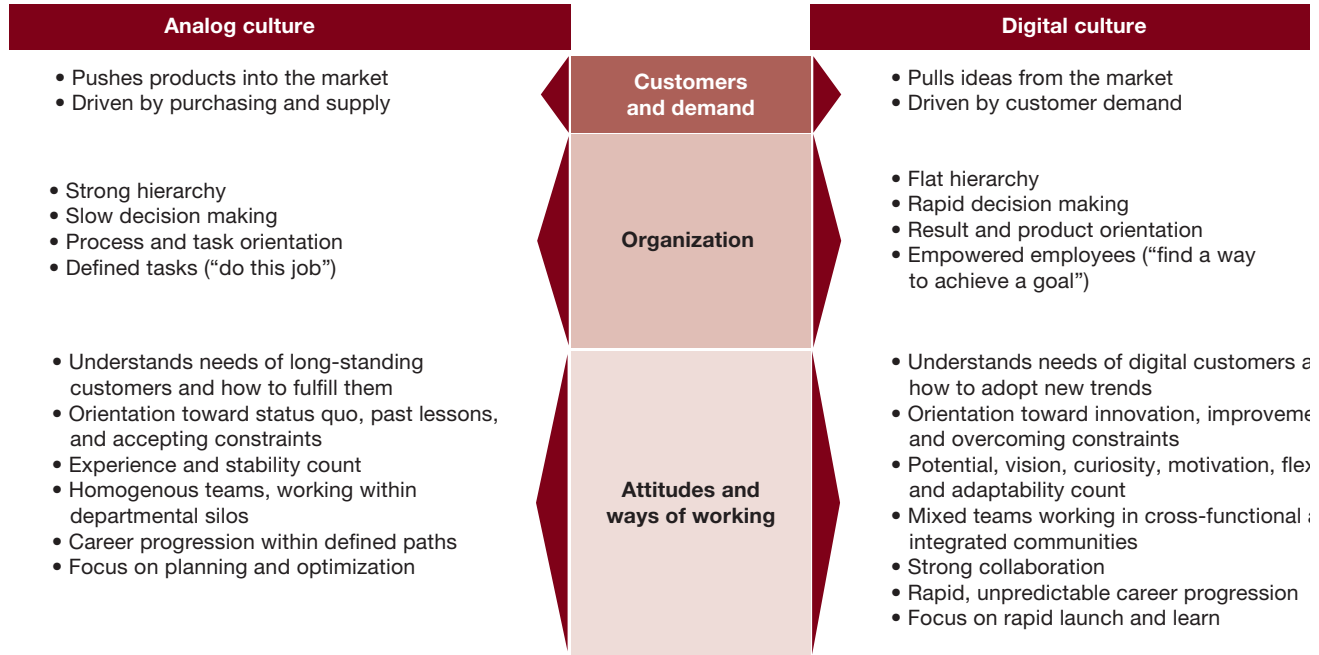 Analog culture
Digital culture
• Pushes products into the market
• Driven by purchasing and supply
Customers
and demand
• Pulls ideas from the market
• Driven by customer demand
• Strong hierarchy
• Slow decision making
• Process and task orientation
• Defined tasks (“do this job”)
Organization
• Flat hierarchy
• Rapid decision making
• Result and product orientation
• Empowered employees (“find a way
to achieve a goal”)
• Understands needs of long-standing
customers and how to fulfill them
• Orientation toward status quo, past lessons,
and accepting constraints
• Experience and stability count
• Homogenous teams, working within
departmental silos
• Career progression within defined paths
• Focus on planning and optimization
Attitudes and
ways of working
• Understands needs of digital customers
how to adopt new trends
• Orientation toward innovation,
and overcoming constraints
• Potential, vision, curiosity, motivation,
and adaptability count
• Mixed teams working in cross-functional
integrated communities
• Strong collaboration
• Rapid, unpredictable career progression
• Focus on rapid launch and learn